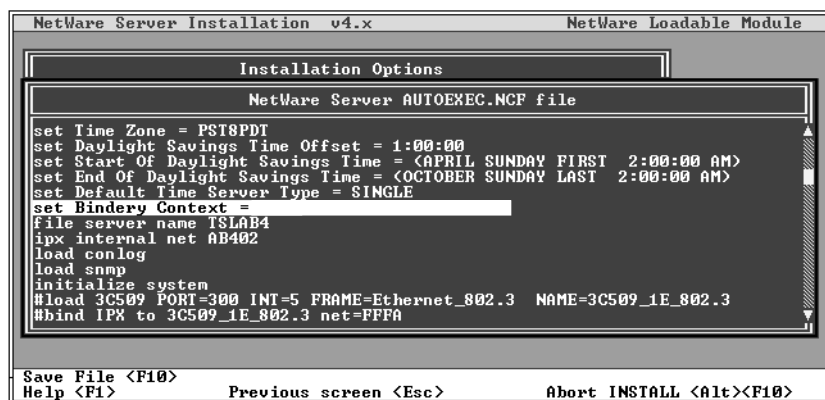 NetWare Server Installation v4.x NetWare Loadable Module
Installation Options
NetWare Server AUTOEXEC.NCF file
set Time Zone = PST8PDT
set Daylight Savings Time Offset = 1:00:00
set Start Of Daylight Savings Time = (APRIL SUNDAY FIRST 2:00:00 AM)
set End Of Daylight Savings Time = (OCTOBER SUNDAY LAST 2:00:00 AM)
set Default Time Server Type = SINGLE
set Bindery Context =
file server name TSLAB4
ipx internal net AB402
load conlog
load snmp
initialize system
#load 3C509 PORT=300 INT=5 FRAME=Ethernet_802.3 NAME=3C509_1E_802.3
#bind IPX to 3C509_1E_802.3 net=FFFA
Save File <F10>
Help <F1> Previous screen <Esc> Abort INSTALL <Alt><F10>